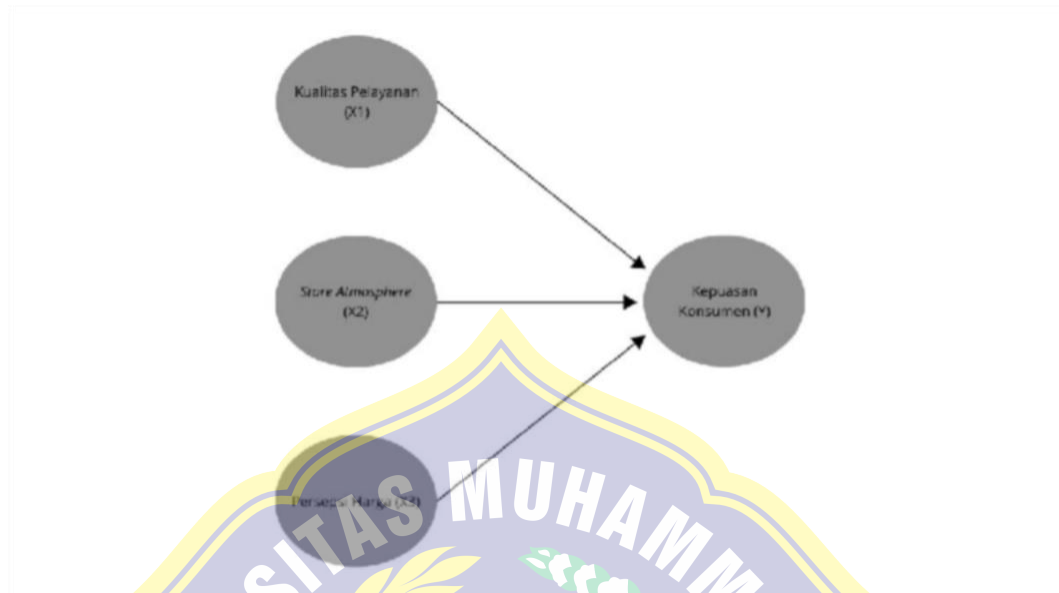 Kualitas Pelayanan
(X1)
Store Atmosphere
(X2)
Kepuasan
Konsumen (Y)
Persepsi Harga (X3)
SITAS MUHAMM